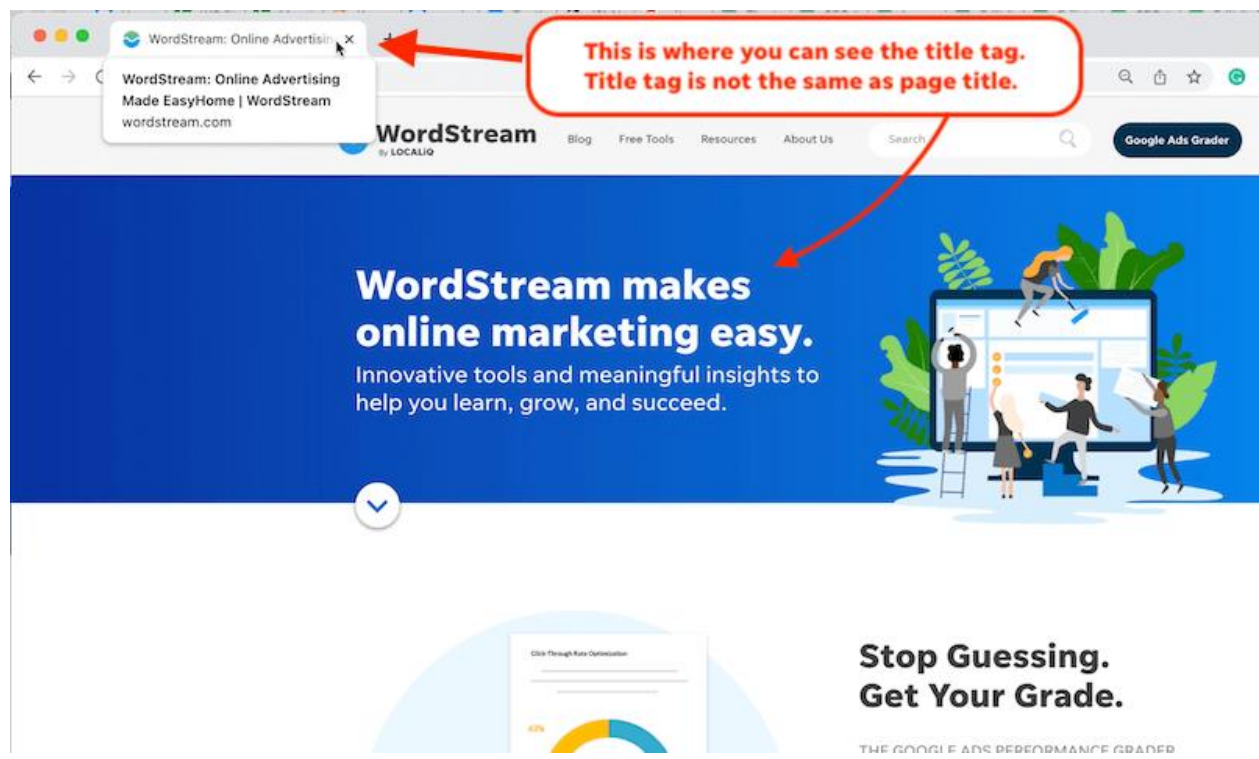 WordStream: Online Advertisin
This is where you can see the title tag.
Title tag is not the same as page title.
WordStream: Online Advertising
Made EasyHome | WordStream
wordstream.com
WordStream
By LOCALiQ
Blog
Free Tools
Resources
About Us
Search
Google Ads Grader
WordStream makes
online marketing easy.
Innovative tools and meaningful insights to
help you learn, grow, and succeed.
Click-Through Rate Optimization
43%
Stop Guessing.
Get Your Grade.
THE GOOGLE ADS PERFORMANCE GRADER